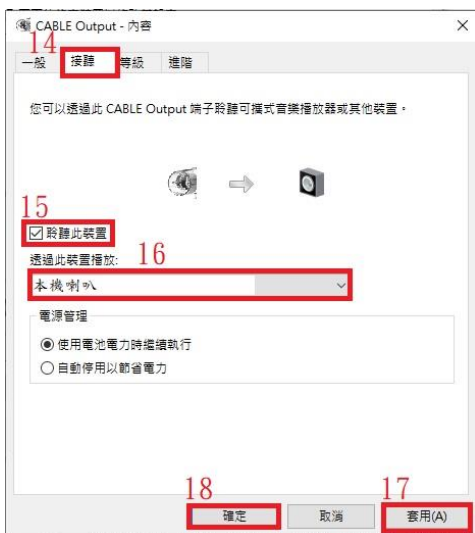 CABLE Output - 內容
14
一般 接聽 等級 進階
您可以透過此 CABLE Output 端子聆聽可攜式音樂播放器或其他裝置。
15
聆聽此裝置
透過此裝置播放: 16
本機喇叭
電源管理
使用電池電力時繼續執行
自動停用以節省電力
18 17
確定 取消 套用(A)